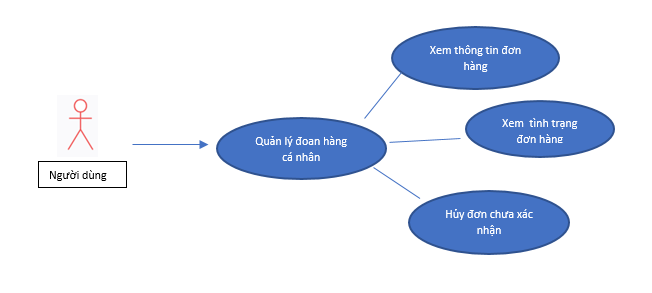 Xem thông tin đơn
hàng
Xem tình trạng
đơn hàng
Quản lý đoan hàng
cá nhân
Người dùng
Hủy đơn chưa xác
nhận